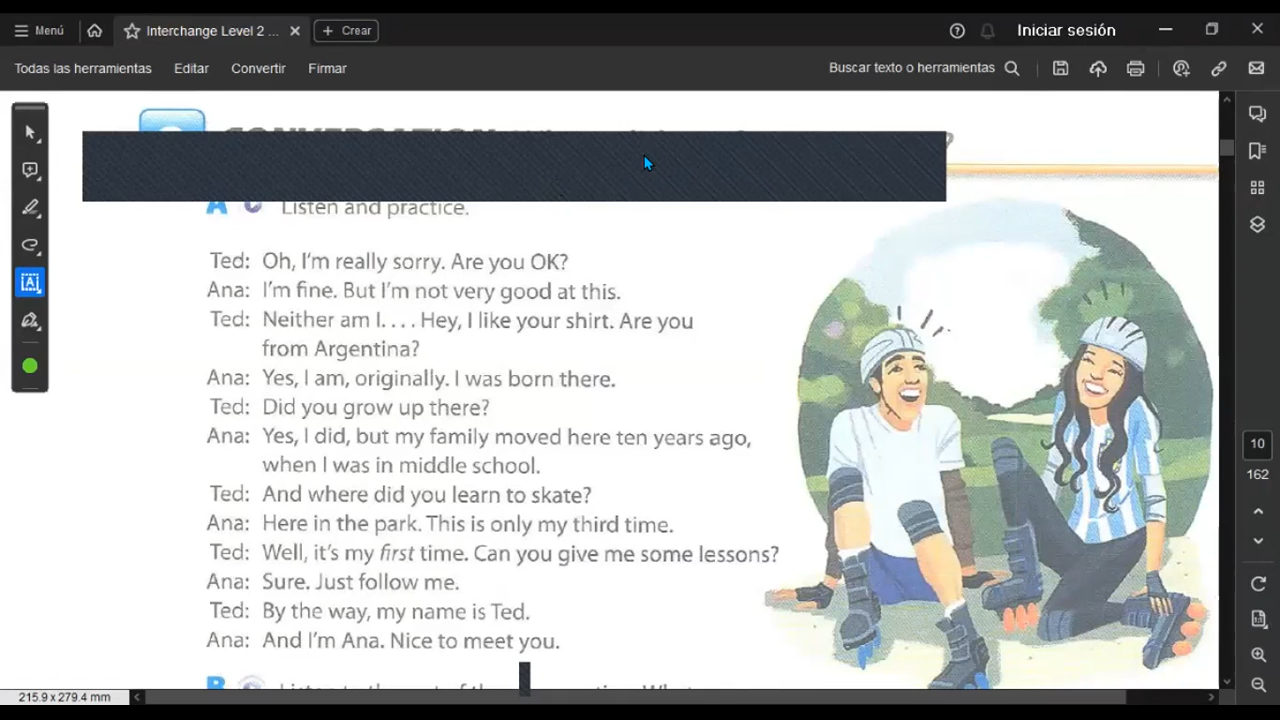 Menú
Interchange Level 2 ...
Crear
Iniciar sesión
Todas las herramientas
Editar
Convertir
Firmar
Buscar texto o herramientas
A Listen and practice.
Ted: Oh, I'm really sorry. Are you OK?
Ana: I'm fine. But I'm not very good at this.
Ted: Neither am I. . . . Hey, I like your shirt. Are you
from Argentina?
Ana: Yes, I am, originally. I was born there.
Ted: Did you grow up there?
Ana: Yes, I did, but my family moved here ten years ago,
when I was in middle school.
Ted: And where did you learn to skate?
Ana: Here in the park. This is only my third time.
Ted: Well, it's my first time. Can you give me some lessons?
Ana: Sure. Just follow me.
Ted: By the way, my name is Ted.
Ana: And I'm Ana. Nice to meet you.
B Listen to the rest of the
10
162
215.9 x 279.4 mm